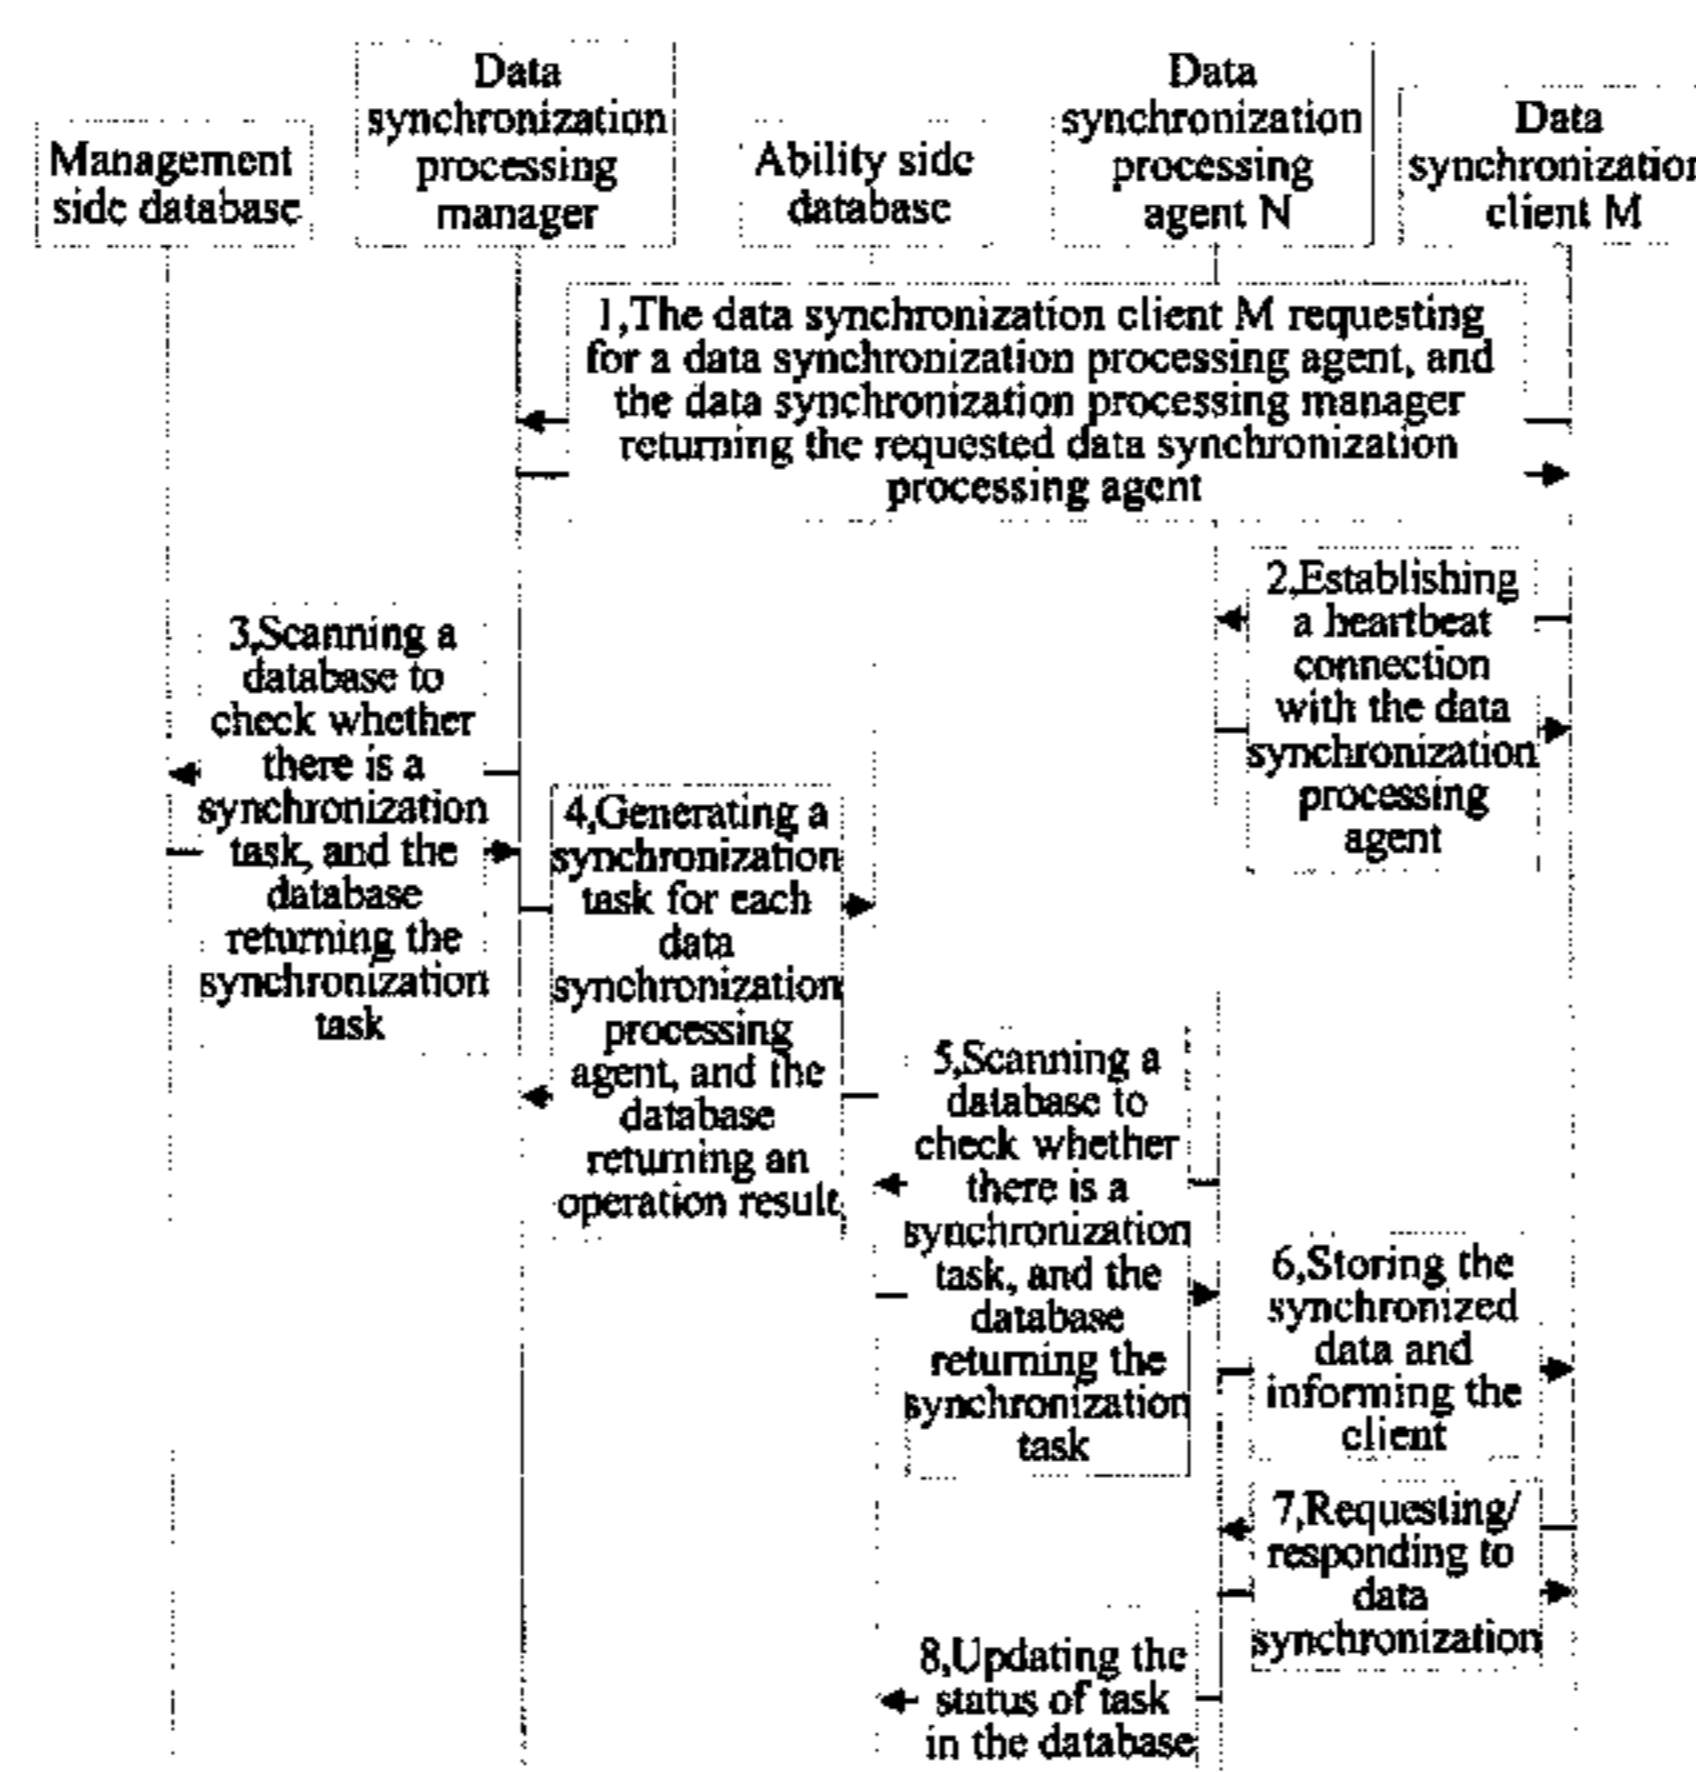 Management
side database
Data
synchronization
processing
manager
Ability side
database
Data
synchronization
processing
agent N
Data
synchronization
client M
1,The data synchronization client M requesting
for a data synchronization processing agent, and
the data synchronization processing manager
returning the requested data synchronization
processing agent
2,Establishing
a heartbeat
connection
with the data
synchronization
processing
agent
3,Scanning a
database to
check whether
there is a
synchronization
task, and the
database
returning the
synchronization
task
4,Generating a
synchronization
task for each
data
synchronization
processing
agent, and the
database
returning an
operation result
5,Scanning a
database to
check whether
there is a
synchronization
task, and the
database
returning the
synchronization
task
6,Storing the
synchronized
data and
informing the
client
7,Requesting/
responding to
data
synchronization
8,Updating the
status of task
in the database